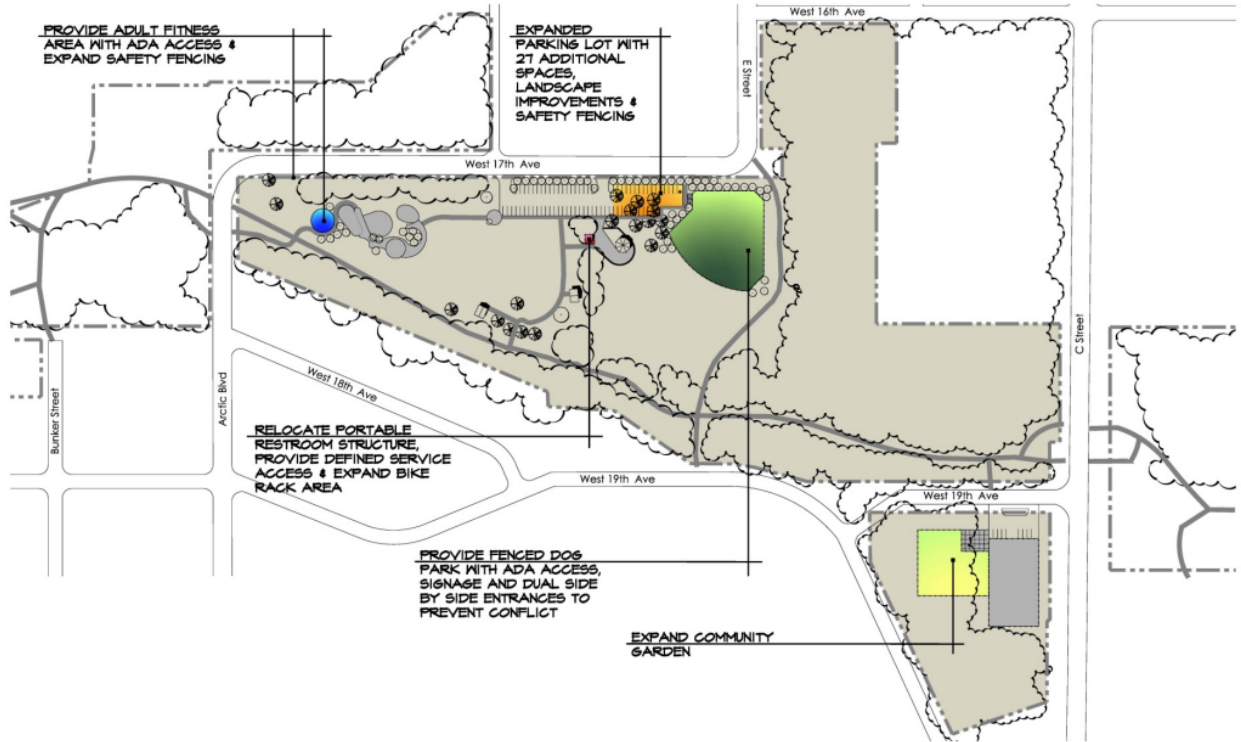 PROVIDE ADULT FITNESS
AREA WITH ADA ACCESS &
EXPAND SAFETY FENCING
EXPANDED
PARKING LOT WITH
27 ADDITIONAL
SPACES,
LANDSCAPE
IMPROVEMENTS &
SAFETY FENCING
West 16th Ave
E Street
West 17th Ave
C Street
Bunker Street
Arctic Blvd
West 18th Ave
RELOCATE PORTABLE
RESTROOM STRUCTURE,
PROVIDE DEFINED SERVICE
ACCESS & EXPAND BIKE
RACK AREA
West 19th Ave
West 19th Ave
PROVIDE FENCED DOG
PARK WITH ADA ACCESS,
SIGNAGE AND DUAL SIDE
BY SIDE ENTRANCES TO
PREVENT CONFLICT
EXPAND COMMUNITY
GARDEN